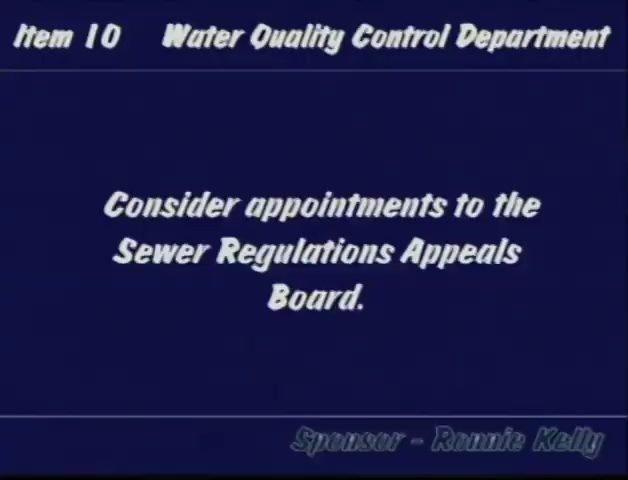 Item 10 Water Quality Control Department
Consider appointments to the
Sewer Regulations Appeals
Board.
Sponsor - Ronnie Kelly